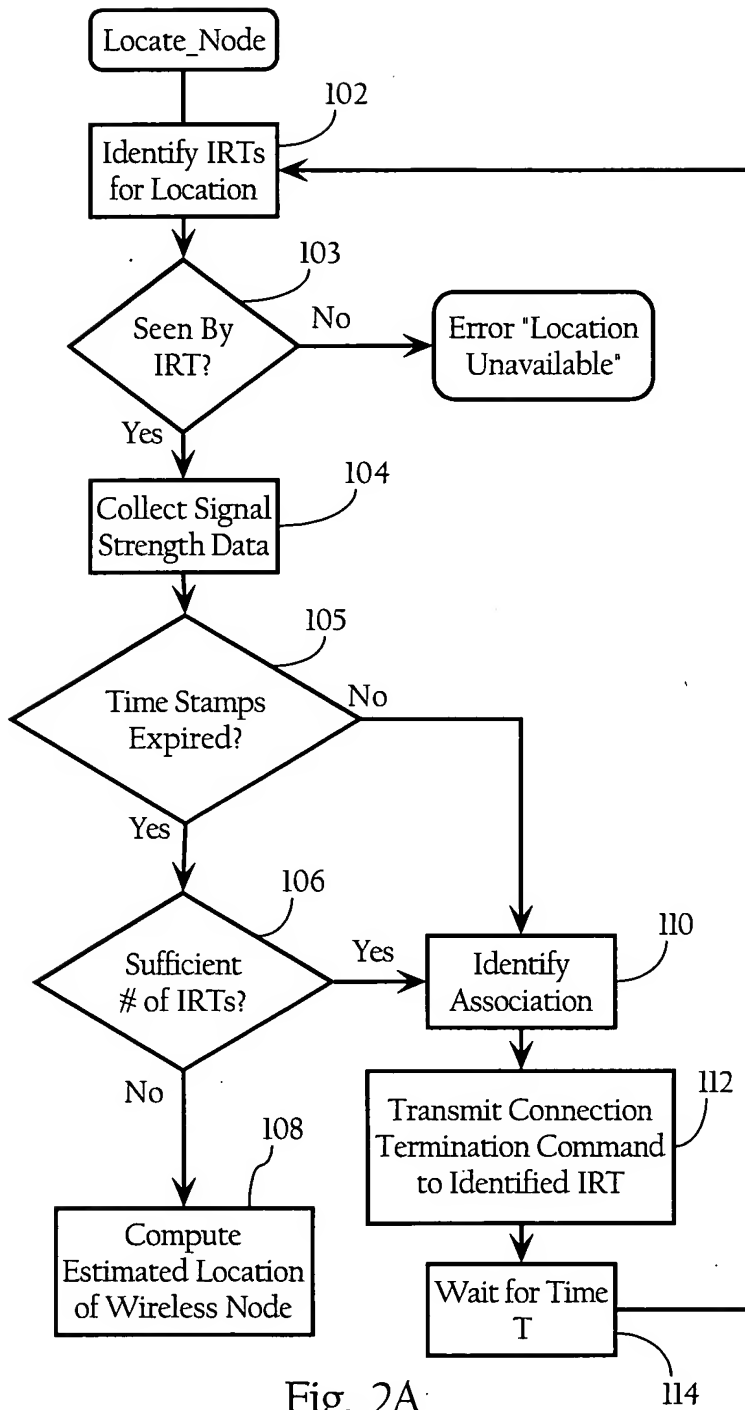 Locate_Node
102
Identify IRTs
for Location
103
Seen By
IRT?
No
Error "Location
Unavailable"
Yes
104
Collect Signal
Strength Data
105
Time Stamps
Expired?
No
Yes
106
Sufficient
# of IRTs?
Yes
110
Identify
Association
No
112
Transmit Connection
Termination Command
to Identified IRT
108
Compute
Estimated Location
of Wireless Node
Wait for Time
T
114
Fig. 2A